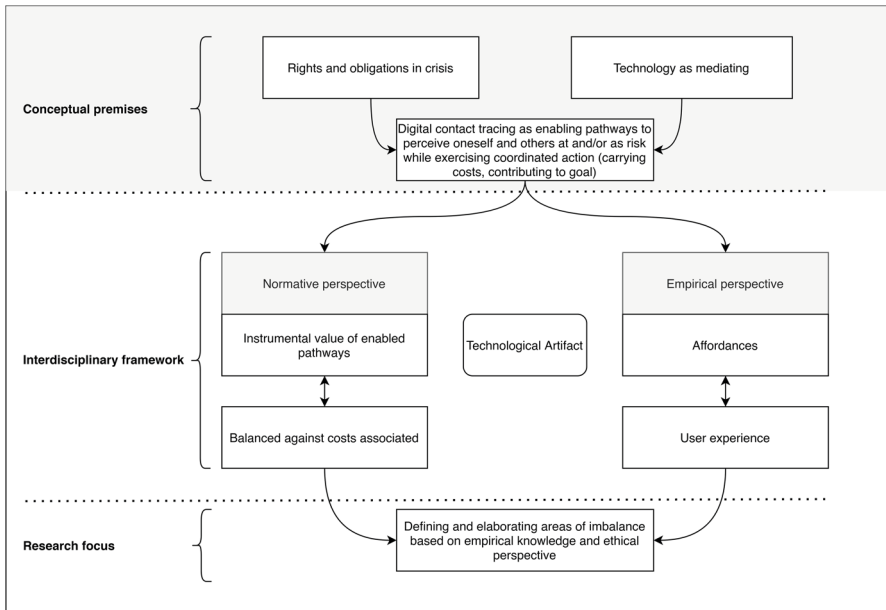 Rights and obligations in crisis
Technology as mediating
Conceptual premises
Digital contact tracing as enabling pathways to
perceive oneself and others at and/or as risk
while exercising coordinated action (carrying
costs, contributing to goal)
Normative perspective
Empirical perspective
Instrumental value of enabled
pathways
Technological Artifact
Affordances
Interdisciplinary framework
Balanced against costs associated
User experience
Defining and elaborating areas of imbalance
based on empirical knowledge and ethical
perspective
Research focus